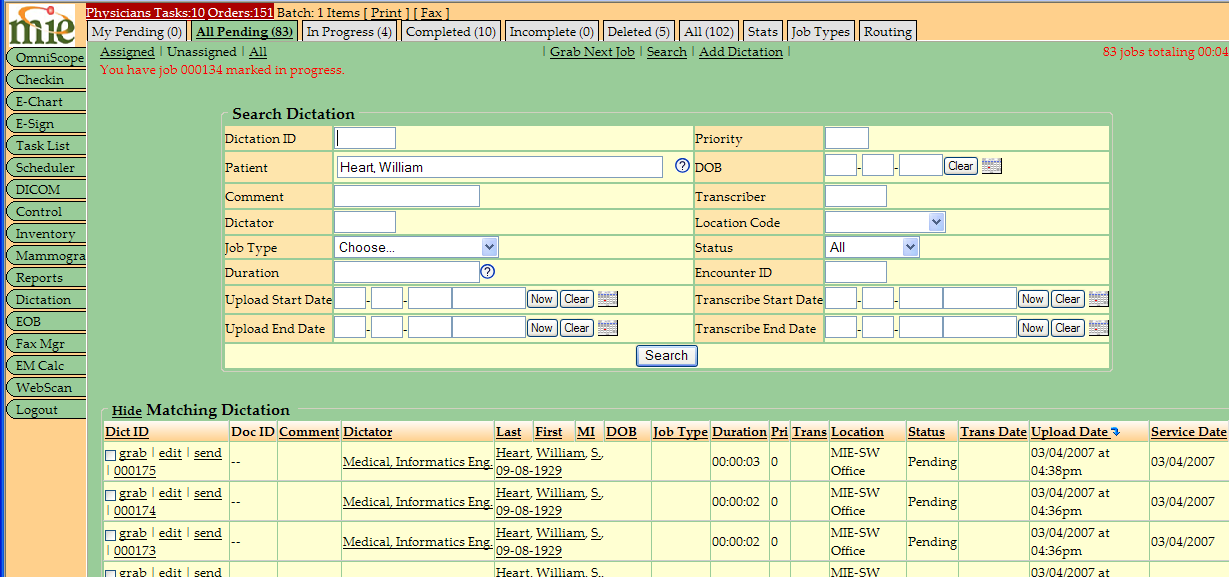 mie
Physicians Tasks:10 Orders:151 Batch: 1 Items [ Print ] [ Fax ]
My Pending (0) All Pending (83) In Progress (4) Completed (10) Incomplete (0) Deleted (5) All (102) Stats Job Types Routing
Assigned | Unassigned | All | Grab Next Job | Search | Add Dictation | 83 jobs totaling 00:04
You have job 000134 marked in progress.
OmniScope
Checkin
E-Chart
E-Sign
Task List
Scheduler
DICOM
Control
Inventory
Mammogra
Reports
Dictation
EOB
Fax Mgr
EM Calc
WebScan
Logout
Search Dictation
Dictation ID Priority
Patient Heart, William ? DOB - - Clear
Comment Transcriber
Dictator Location Code
Job Type Choose... Status All
Duration ? Encounter ID
Upload Start Date - - Now Clear Transcribe Start Date - - Now Clear
Upload End Date - - Now Clear Transcribe End Date - - Now Clear
Search
Hide Matching Dictation
Dict ID Doc ID Comment Dictator Last First MI DOB Job Type Duration Pri Trans Location Status Trans Date Upload Date Service Date
grab | edit | send | 000175 -- Medical, Informatics Eng. Heart, William, S., 09-08-1929 00:00:03 0 MIE-SW Office Pending 03/04/2007 at 04:38pm 03/04/2007
grab | edit | send | 000174 -- Medical, Informatics Eng. Heart, William, S., 09-08-1929 00:00:02 0 MIE-SW Office Pending 03/04/2007 at 04:36pm 03/04/2007
grab | edit | send | 000173 -- Medical, Informatics Eng. Heart, William, S., 09-08-1929 00:00:02 0 MIE-SW Office Pending 03/04/2007 at 04:36pm 03/04/2007
grab | edit | send Heart, William, S., MIE-SW 03/04/2007 at